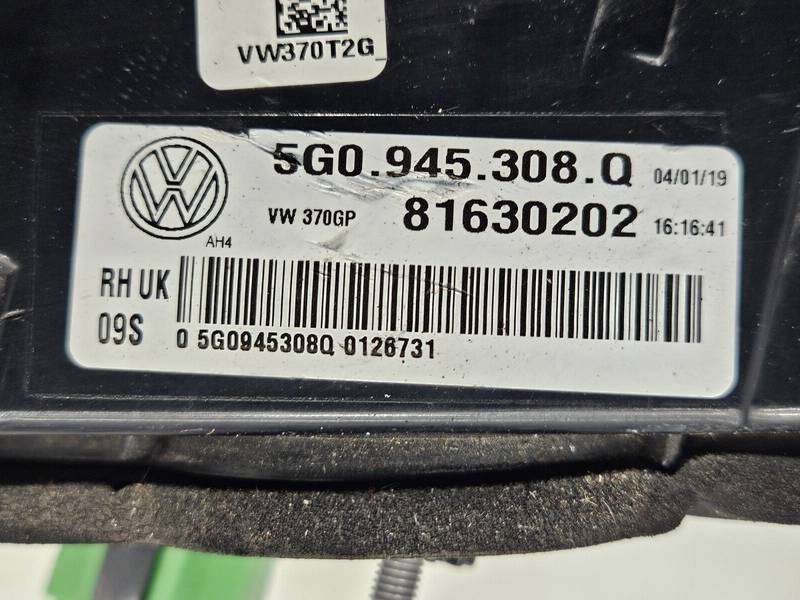 VW370T2G_
5G0.945.308.Q 04/01/19
VW 370GP 81630202 16:16:41
AH4
RH UK
09S
0 5G0945308Q 0126731